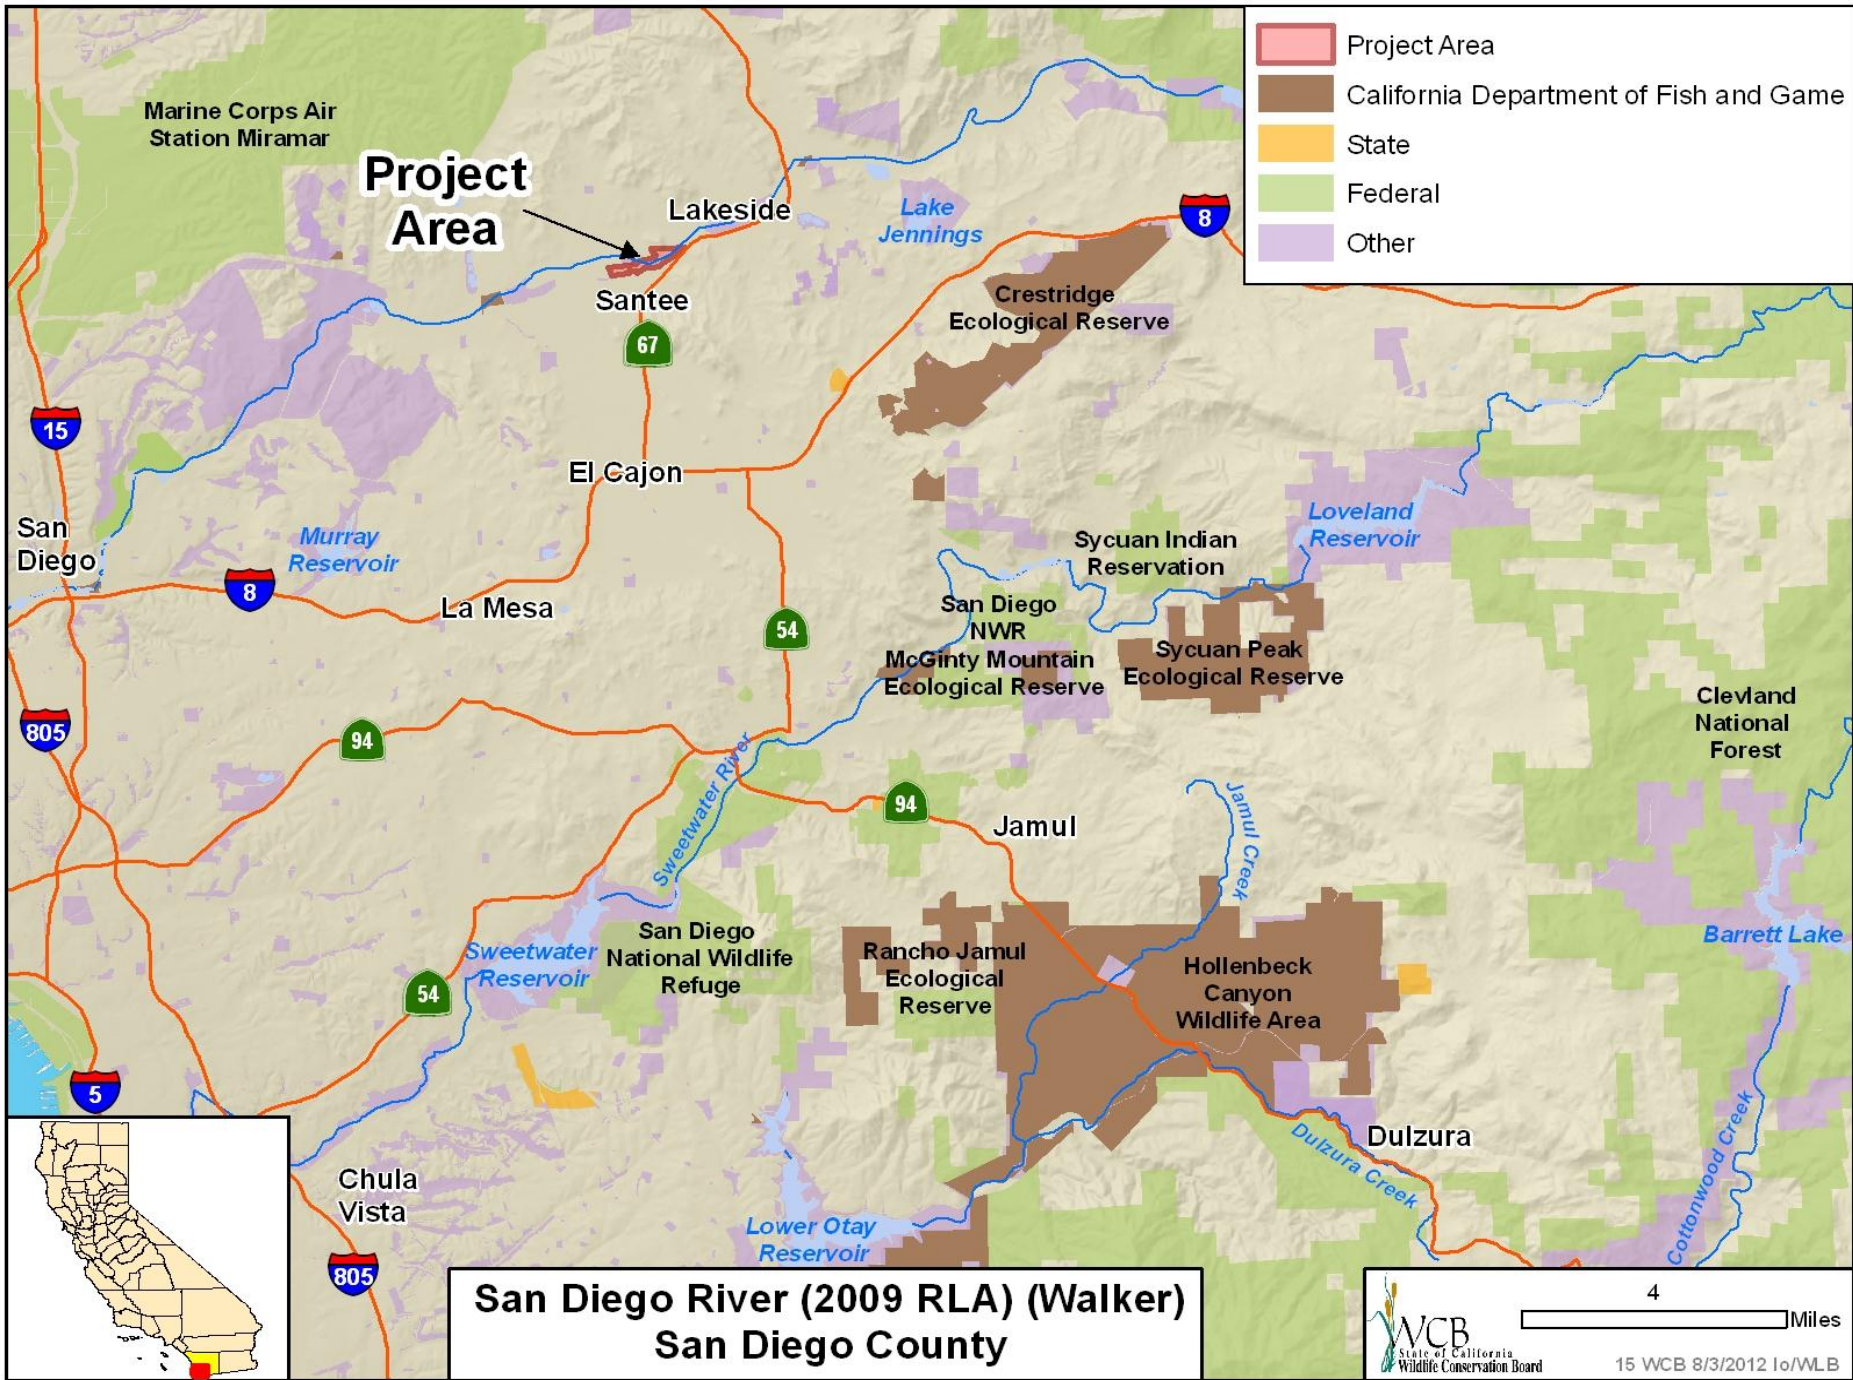 Project Area
California Department of Fish and Game
State
Federal
Other
Marine Corps Air
Station Miramar
Project
Area
Lakeside
Lake
Jennings
8
Santee
67
Crestridge
Ecological Reserve
15
El Cajon
San
Diego
Murray
Reservoir
8
La Mesa
54
Loveland
Reservoir
Sycuan Indian
Reservation
San Diego
NWR
McGinty Mountain
Ecological Reserve
Sycuan Peak
Ecological Reserve
Clevland
National
Forest
805
94
Sweetwater River
94
Jamul
Jamul Creek
Barrett Lake
San Diego
National Wildlife
Refuge
Sweetwater
Reservoir
54
Rancho Jamul
Ecological
Reserve
Hollenbeck
Canyon
Wildlife Area
5
Dulzura
Dulzura Creek
Cottonwood Creek
Chula
Vista
Lower Otay
Reservoir
805
San Diego River (2009 RLA) (Walker)
San Diego County
WCB
State of California
Wildlife Conservation Board
4
Miles
15 WCB 8/3/2012 lo/WLB